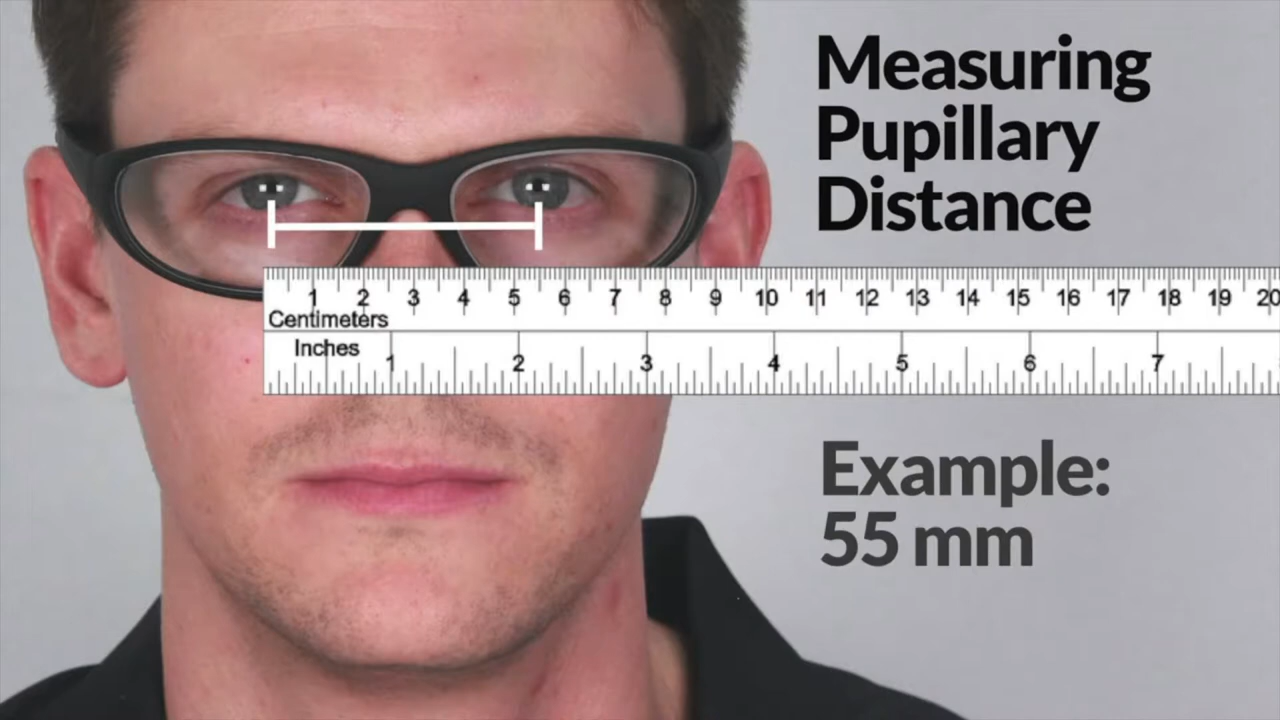 Measuring
Pupillary
Distance
1 2 3 4 5 6 7 8 9 10 11 12 13 14 15 16 17 18 19 20
Centimeters
Inches
1 2 3 4 5 6 7
Example:
55 mm